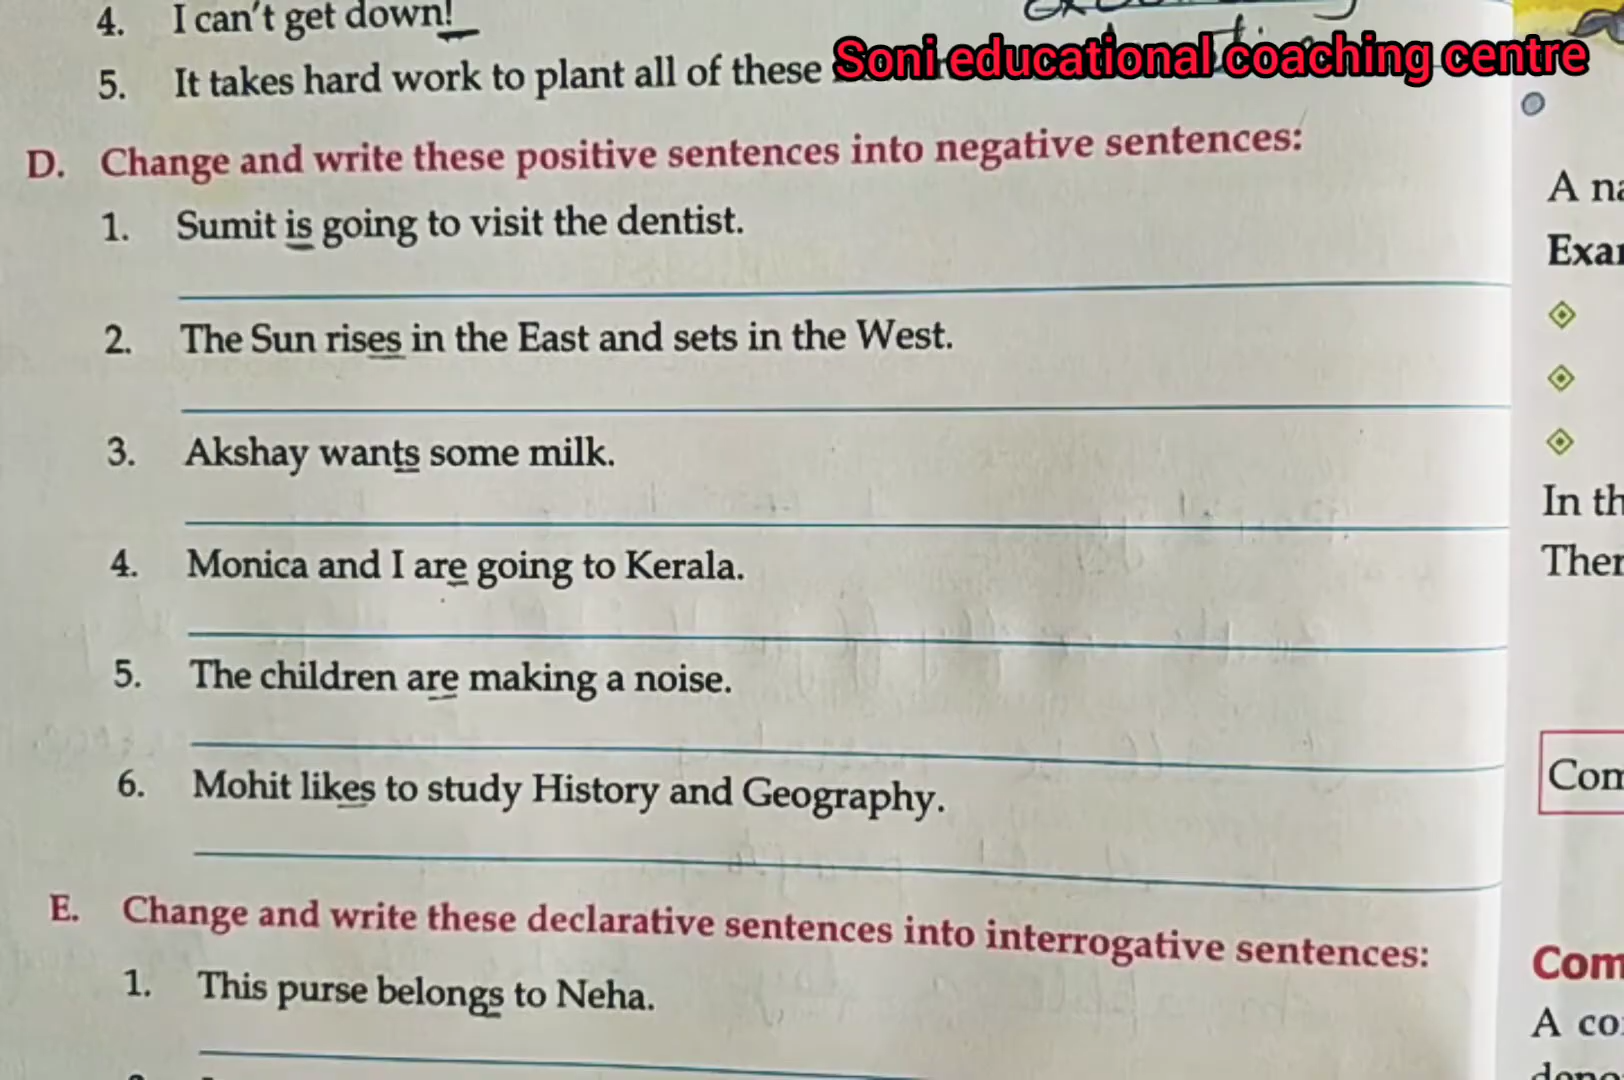 4. I can't get down!
5. It takes hard work to plant all of these
Soni educational coaching centre
D. Change and write these positive sentences into negative sentences:
1. Sumit is going to visit the dentist.
2. The Sun rises in the East and sets in the West.
3. Akshay wants some milk.
4. Monica and I are going to Kerala.
5. The children are making a noise.
6. Mohit likes to study History and Geography.
E. Change and write these declarative sentences into interrogative sentences:
1. This purse belongs to Neha.
A
In
A